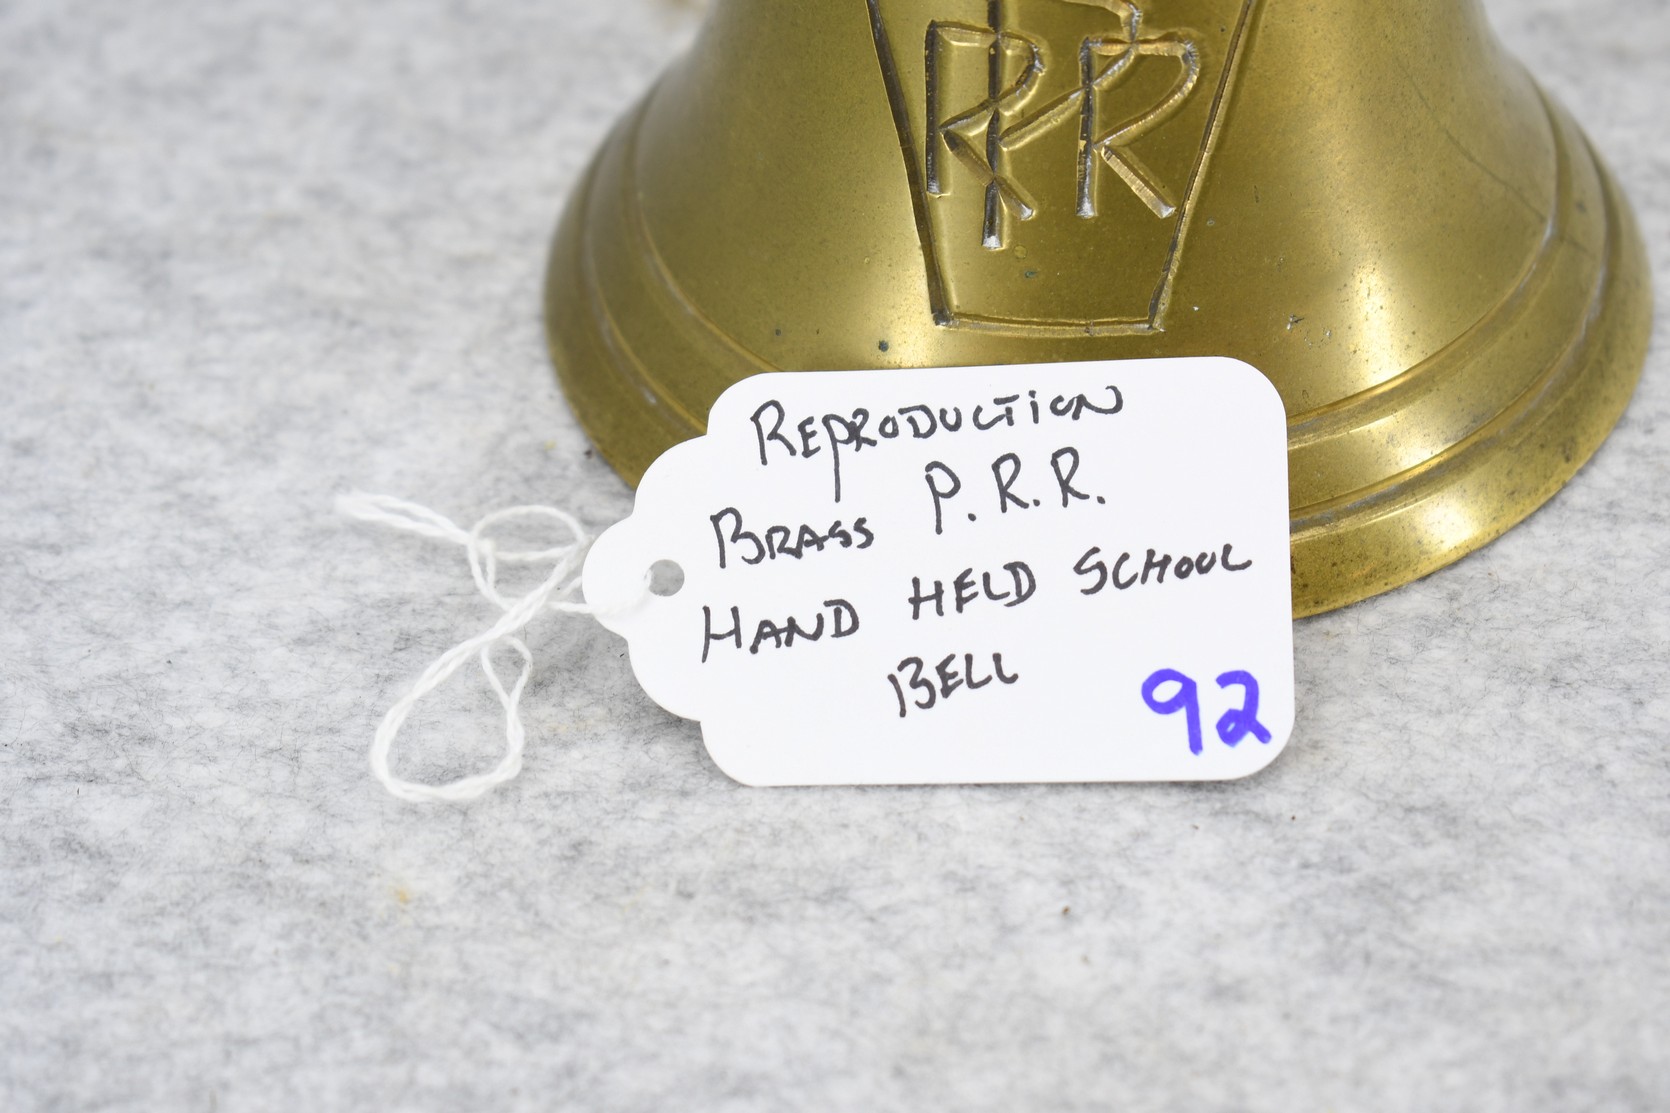 PRR
REPRODUCTION
BRASS P.R.R.
HAND HELD SCHOOL
BELL
92